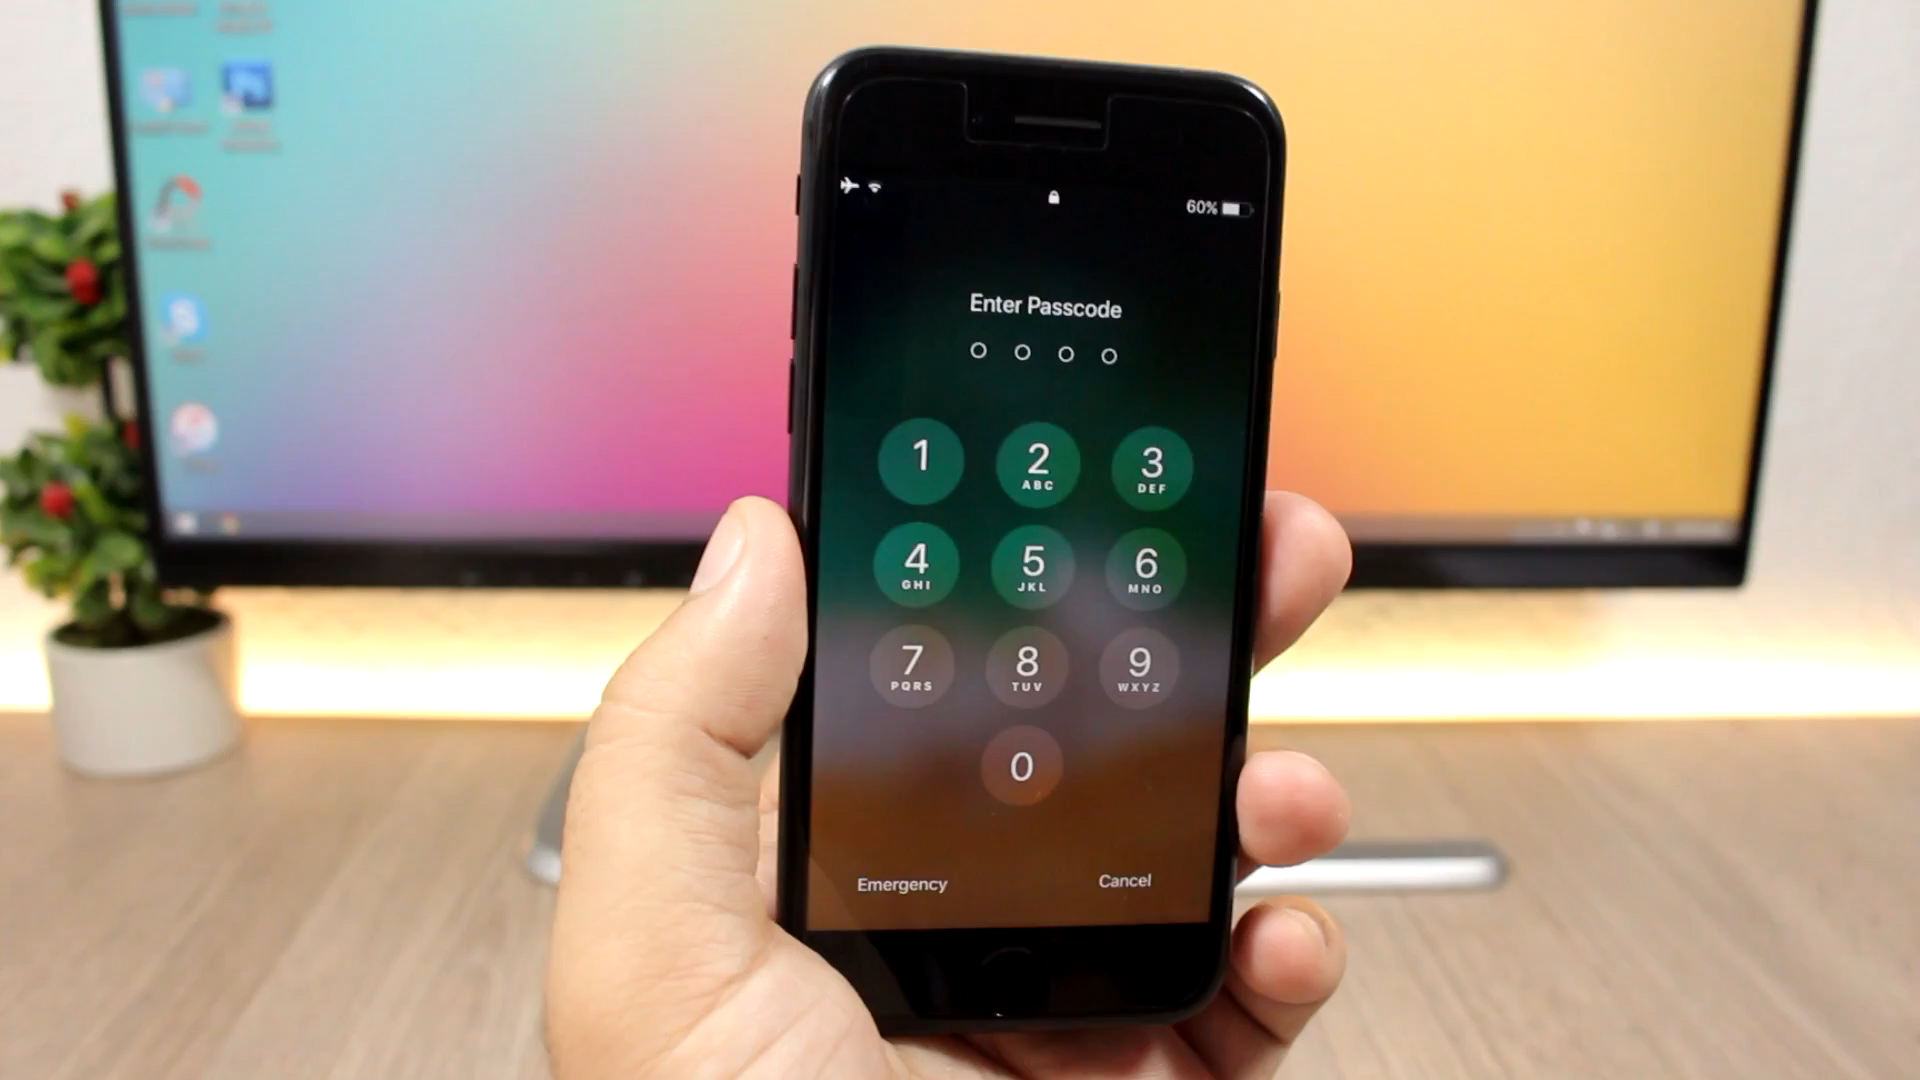 60%
Enter Passcode
1 2 3
ABC DEF
4 5 6
GHI JKL MNO
7 8 9
PQRS TUV WXYZ
0
Emergency Cancel